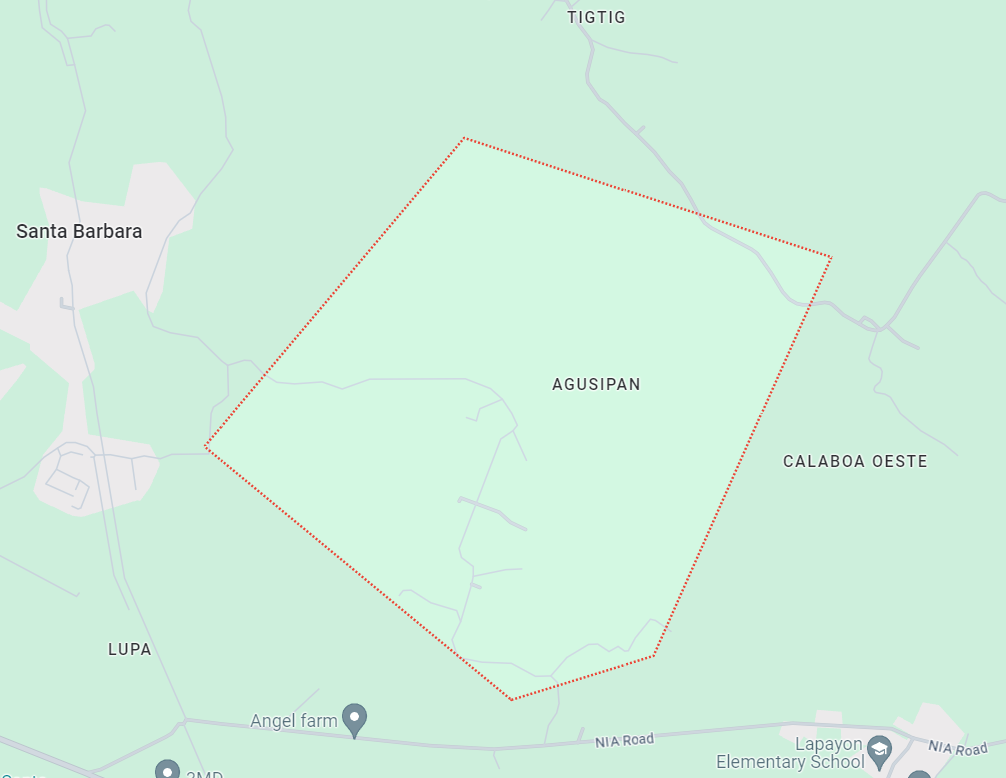 TIGTIG
Santa Barbara
AGUSIPAN
CALABOA OESTE
LUPA
Angel farm
NIA Road
Lapayon
Elementary School
NIA Road